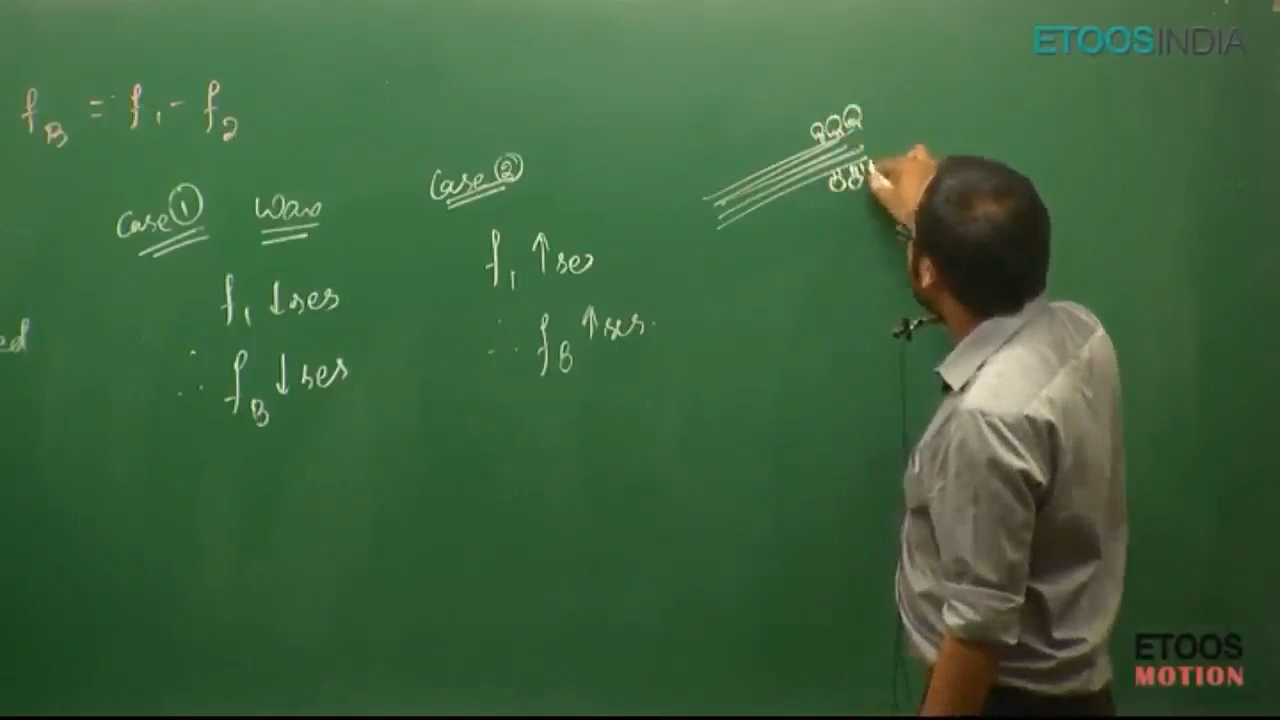 ETOOSINDIA
f_B = f_1 - f_2
Case ① Wax
Case ②
f_1 ↓ses
f_1 ↑ses
∴ f_B ↓ses
∴ f_B ↑ses.
ed
ETOOS
MOTION